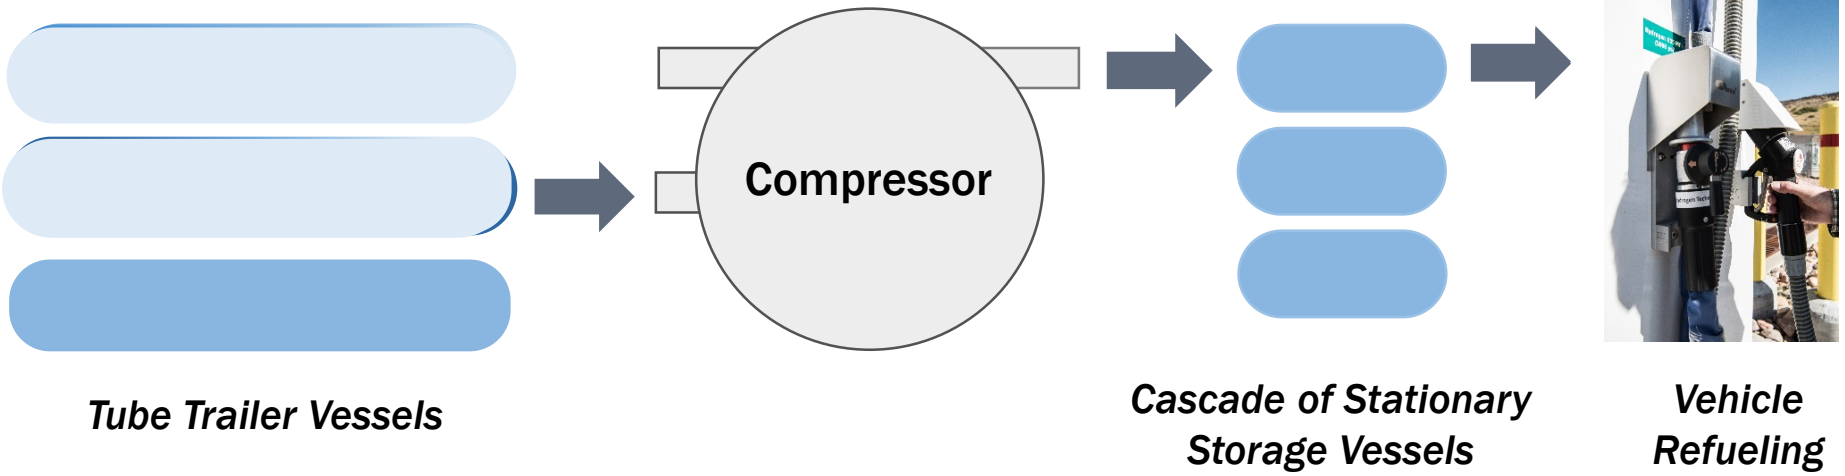 Compressor
Tube Trailer Vessels
Cascade of Stationary
Storage Vessels
Vehicle
Refueling